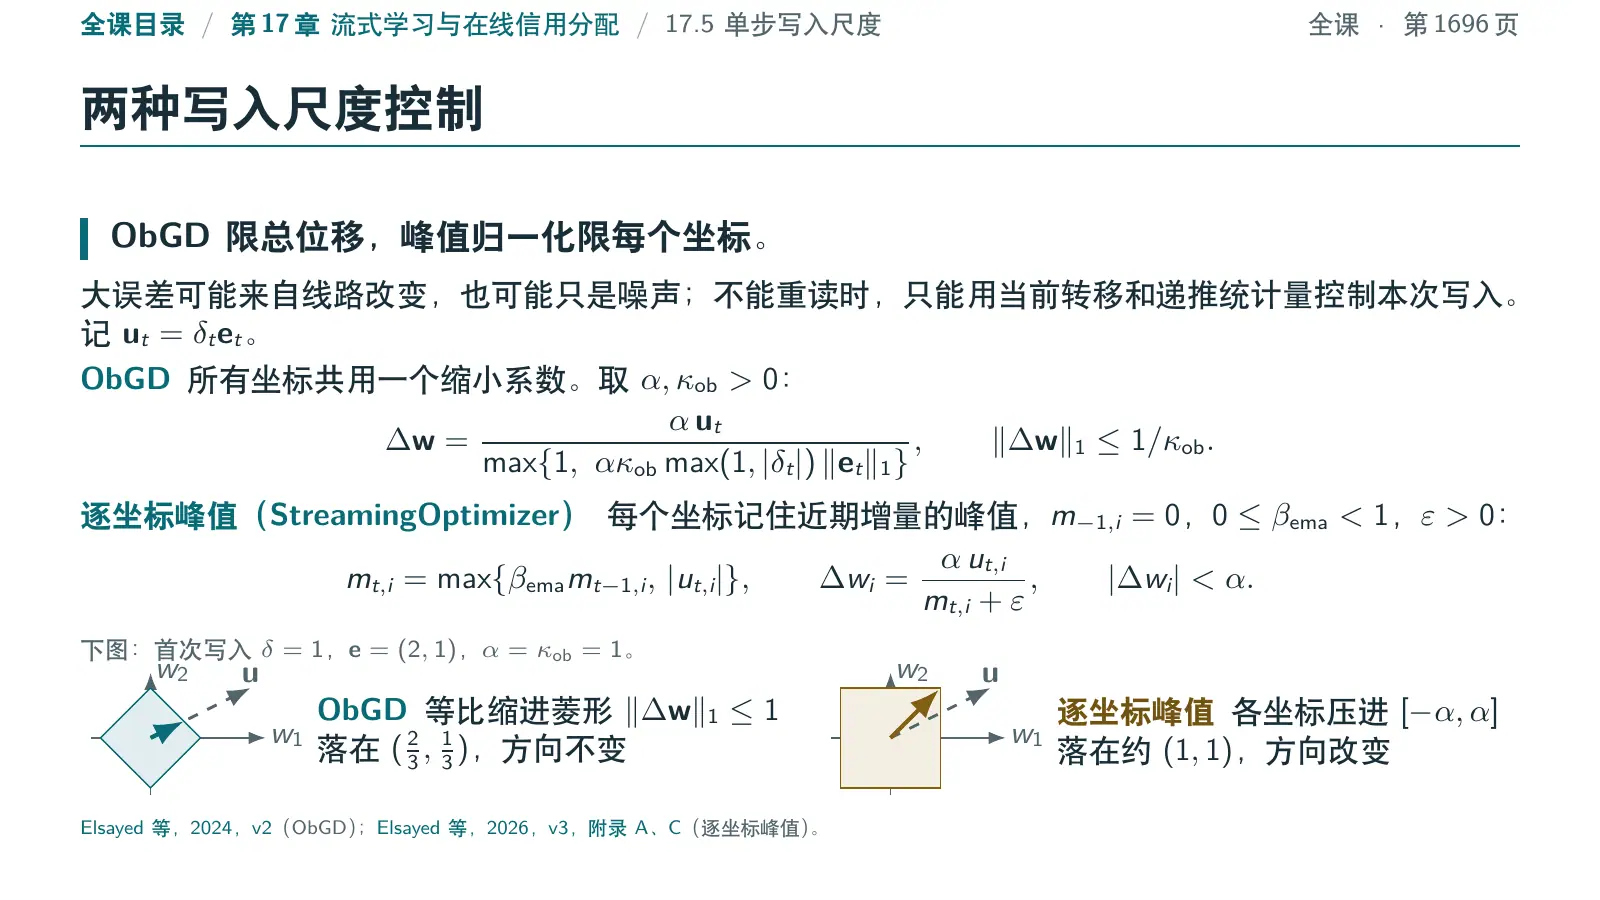 全课目录 / 第17章 流式学习与在线信用分配 / 17.5 单步写入尺度
全课 · 第1696页
两种写入尺度控制
ObGD 限总位移，峰值归一化限每个坐标。
大误差可能来自线路改变，也可能只是噪声；不能重读时，只能用当前转移和递推统计量控制本次写入。
记 u_t = δ_t e_t。
ObGD 所有坐标共用一个缩小系数。取 α, κ_ob > 0：
Δw = α u_t / max{1, ακ_ob max(1, |δ_t|) ‖e_t‖_1}, ‖Δw‖_1 ≤ 1/κ_ob.
逐坐标峰值（StreamingOptimizer） 每个坐标记住近期增量的峰值，m_{−1,i} = 0，0 ≤ β_ema < 1，ε > 0：
m_{t,i} = max{β_ema m_{t−1,i}, |u_{t,i}|}, Δw_i = α u_{t,i} / (m_{t,i} + ε), |Δw_i| < α.
下图：首次写入 δ = 1，e = (2, 1)，α = κ_ob = 1。
w_2
u
w_1
ObGD 等比缩进菱形 ‖Δw‖_1 ≤ 1
落在 (2/3, 1/3)，方向不变
w_2
u
w_1
逐坐标峰值 各坐标压进 [−α, α]
落在约 (1, 1)，方向改变
Elsayed 等，2024，v2（ObGD）；Elsayed 等，2026，v3，附录 A、C（逐坐标峰值）。